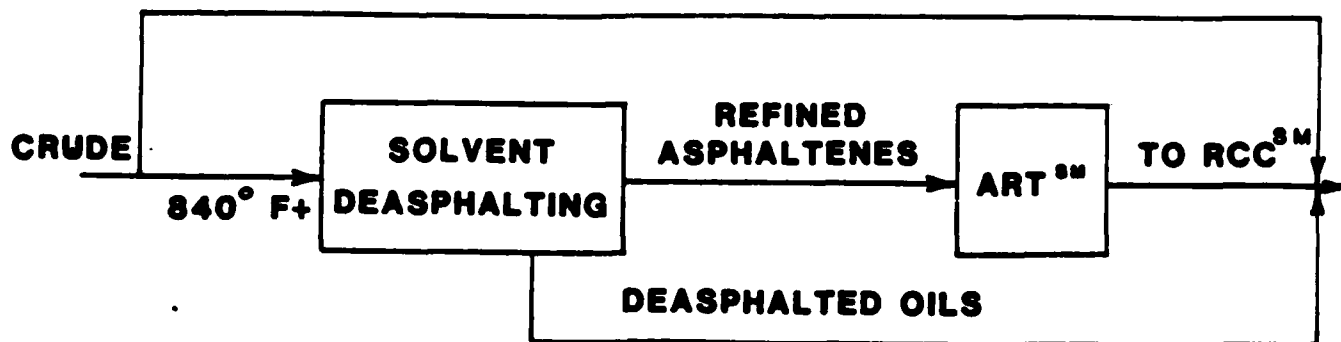 CRUDE
840° F+
SOLVENT
DEASPHALTING
REFINED
ASPHALTENES
ART SM
TO RCC SM
DEASPHALTED OILS